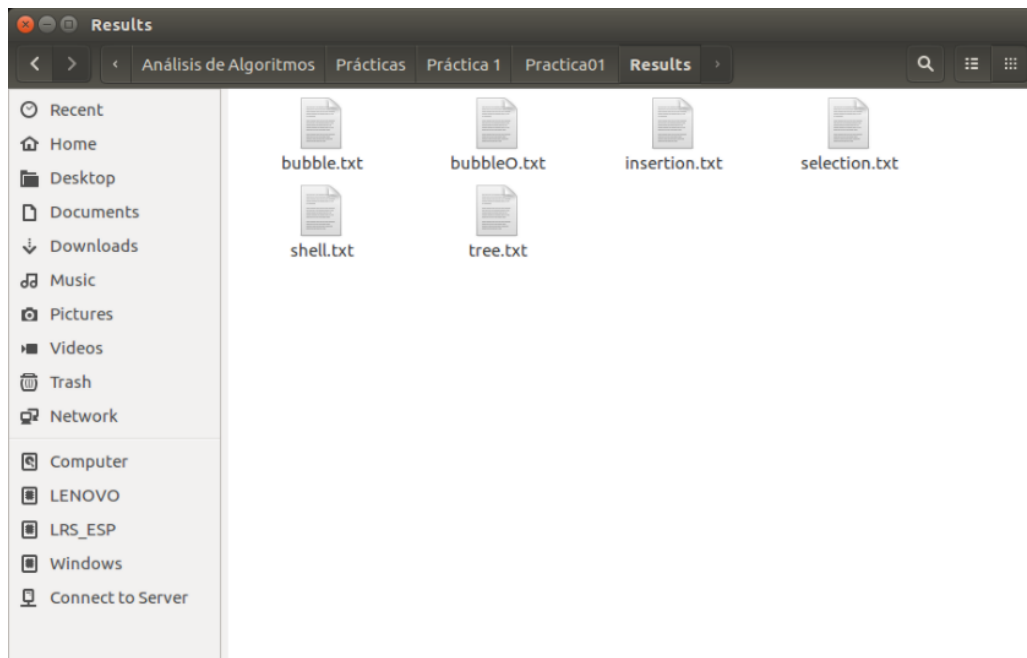 Results
Análisis de Algoritmos Prácticas Práctica 1 Practica01 Results
Recent
Home
Desktop
Documents
Downloads
Music
Pictures
Videos
Trash
Network
Computer
LENOVO
LRS_ESP
Windows
Connect to Server
bubble.txt bubbleO.txt insertion.txt selection.txt
shell.txt tree.txt